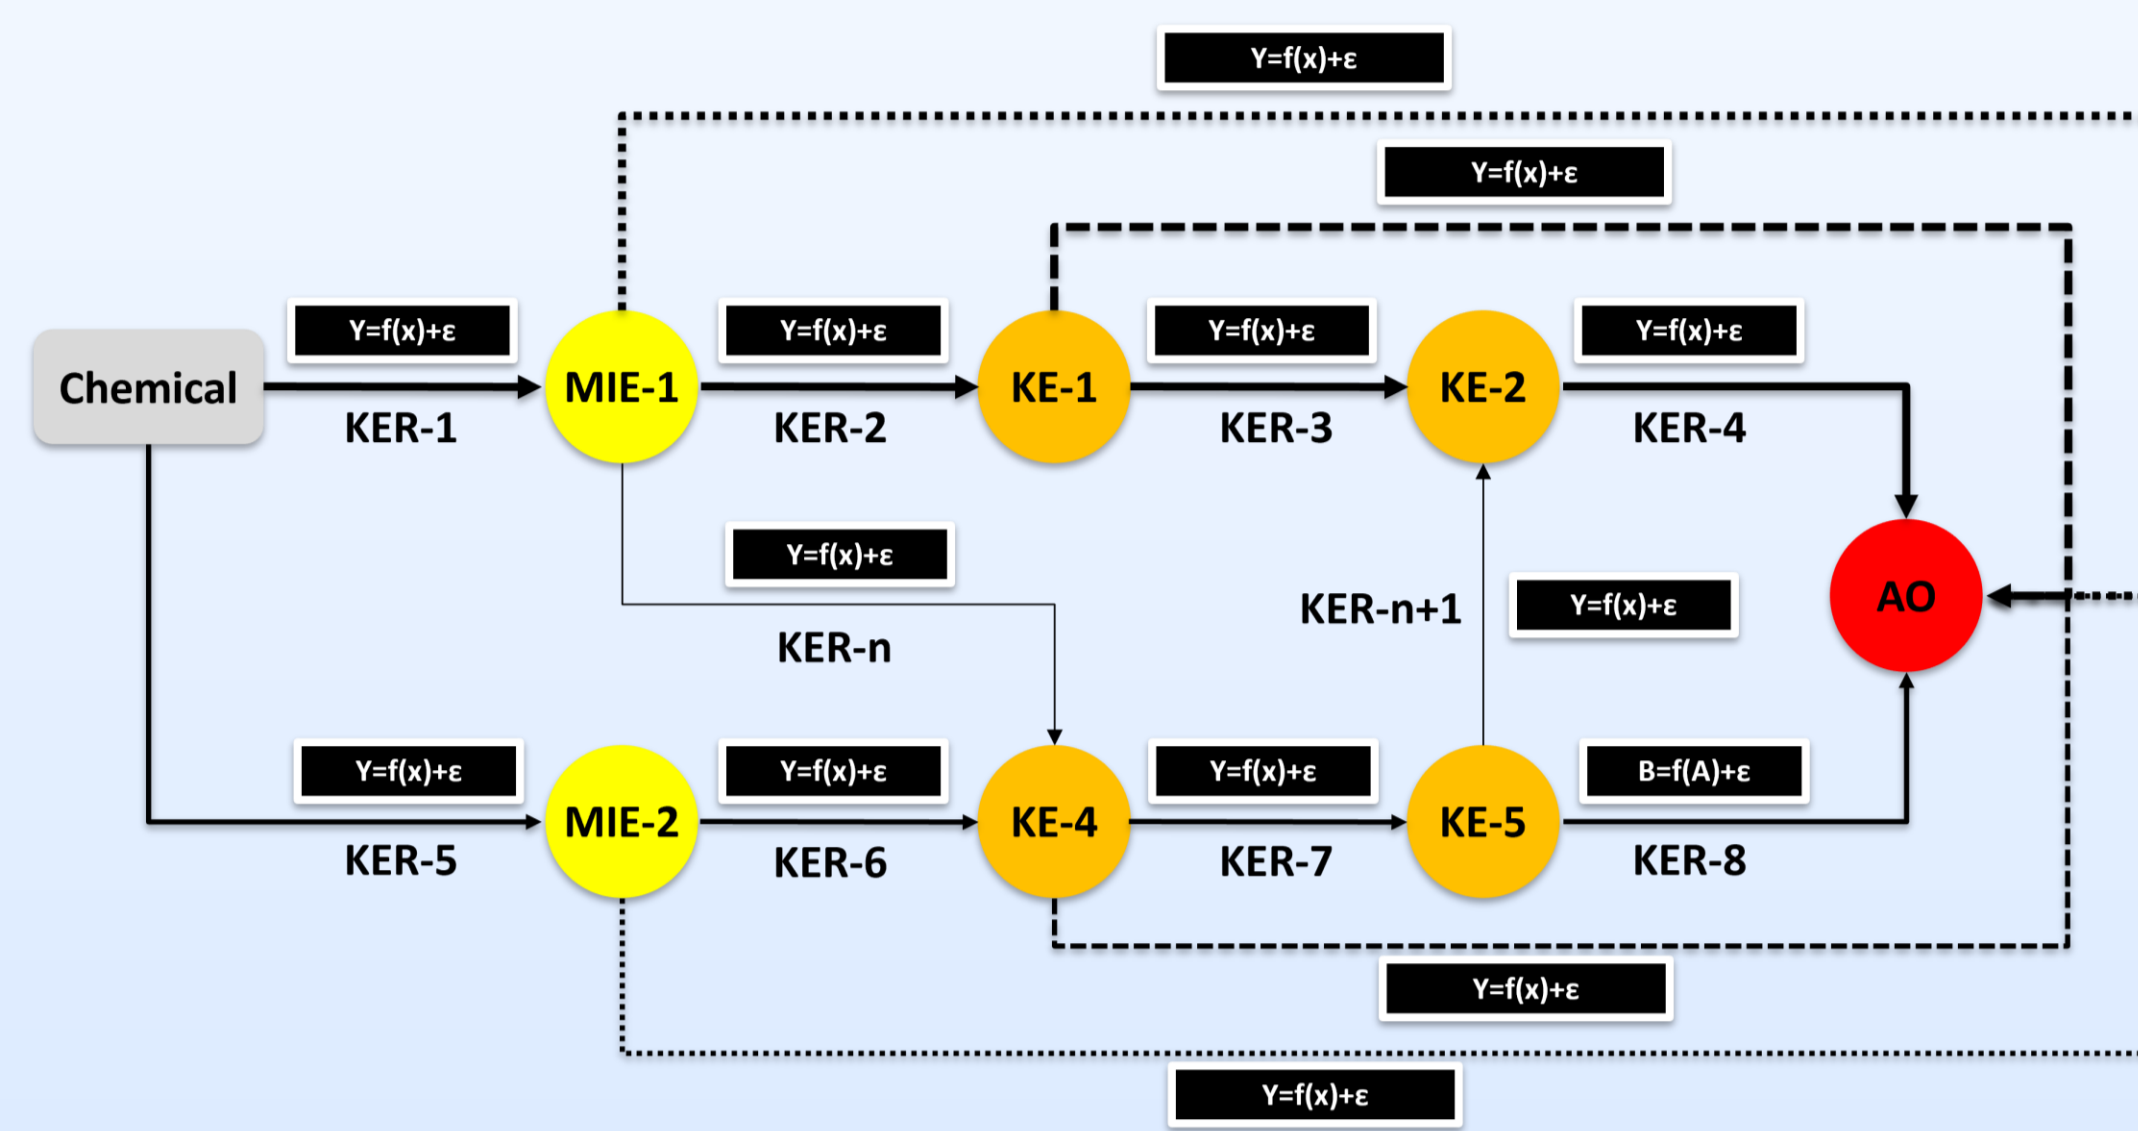 Y=f(x)+ε
Y=f(x)+ε
Y=f(x)+ε
Y=f(x)+ε
Y=f(x)+ε
Y=f(x)+ε
Chemical
MIE-1
KE-1
KE-2
KER-1
KER-2
KER-3
KER-4
Y=f(x)+ε
KER-n
KER-n+1
Y=f(x)+ε
AO
Y=f(x)+ε
Y=f(x)+ε
Y=f(x)+ε
B=f(A)+ε
MIE-2
KE-4
KE-5
KER-5
KER-6
KER-7
KER-8
Y=f(x)+ε
Y=f(x)+ε